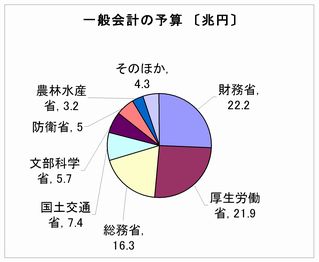 一般会計の予算〔兆円〕
そのほか,
4.3
財務省,
22.2
農林水産
省, 3.2
防衛省, 5
文部科学
省, 5.7
国土交通
省, 7.4
総務省,
16.3
厚生労働
省, 21.9